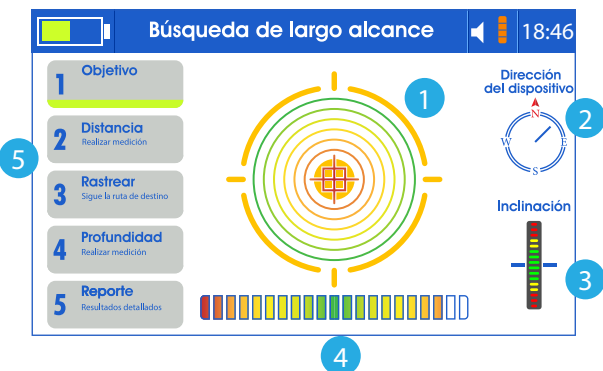 Búsqueda de largo alcance
18:46
1
Objetivo
2
Distancia
Realizar medición
3
Rastrear
Sigue la ruta de destino
4
Profundidad
Realizar medición
5
Reporte
Resultados detallados
5
1
Dirección
del dispositivo
N
W
E
S
2
Inclinación
3
4